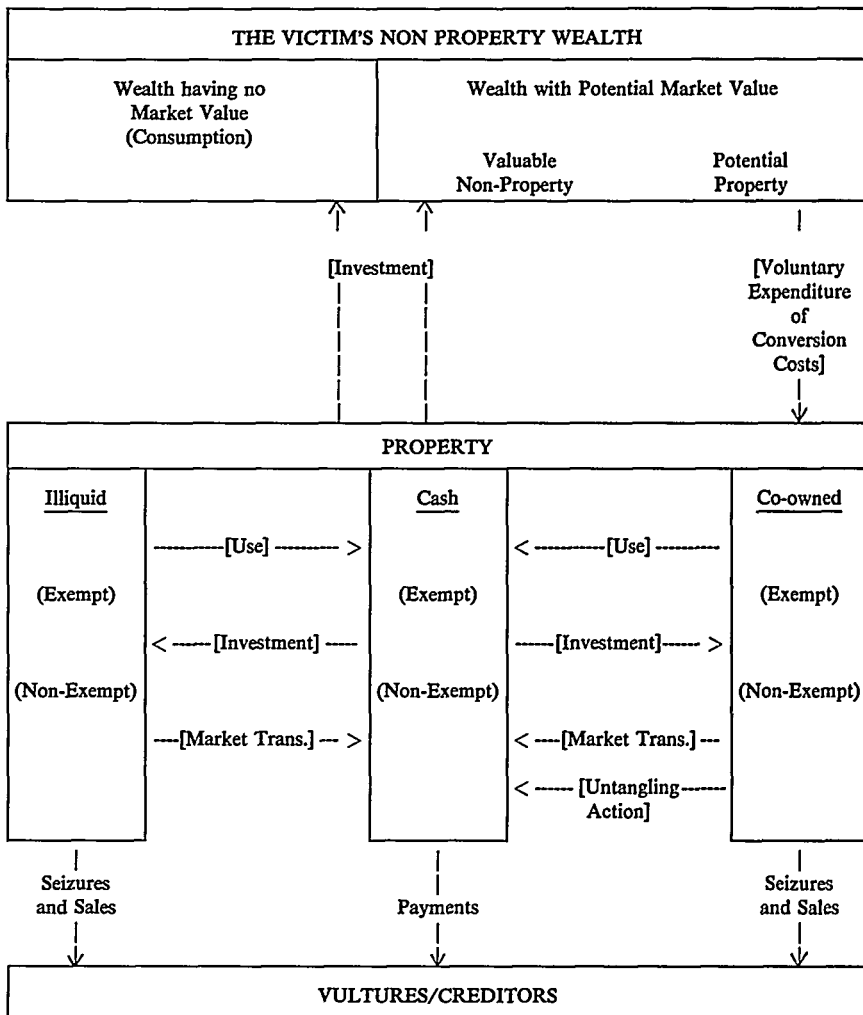 THE VICTIM'S NON PROPERTY WEALTH
Wealth having no
Market Value
(Consumption)
Wealth with Potential Market Value
Valuable
Non-Property
Potential
Property
[Investment]
[Voluntary
Expenditure
of
Conversion
Costs]
PROPERTY
Illiquid
Cash
Co-owned
[Use]
[Use]
(Exempt)
(Exempt)
(Exempt)
[Investment]
[Investment]
(Non-Exempt)
(Non-Exempt)
(Non-Exempt)
[Market Trans.]
[Market Trans.]
[Untangling
Action]
Seizures
and Sales
Payments
Seizures
and Sales
VULTURES/CREDITORS